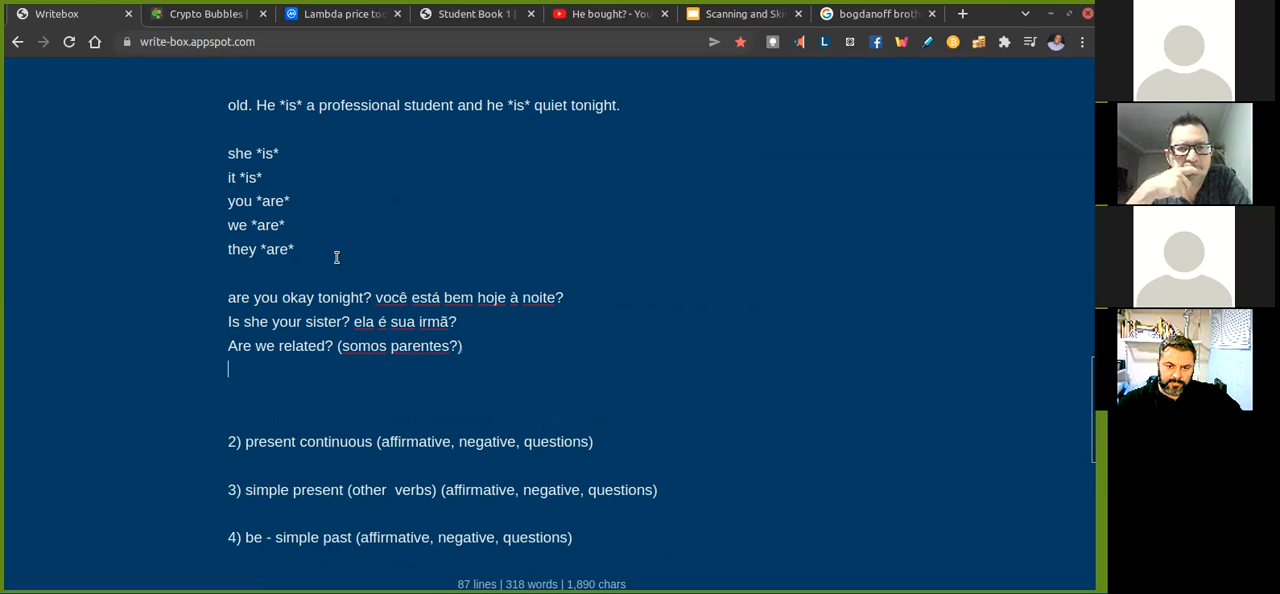 Writebox
Crypto Bubbles
Lambda price to
Student Book 1
He bought? - You
Scanning and Ski
bogdanoff broth
write-box.appspot.com
old. He *is* a professional student and he *is* quiet tonight.
she *is*
it *is*
you *are*
we *are*
they *are*
are you okay tonight? você está bem hoje à noite?
Is she your sister? ela é sua irmã?
Are we related? (somos parentes?)
2) present continuous (affirmative, negative, questions)
3) simple present (other  verbs) (affirmative, negative, questions)
4) be - simple past (affirmative, negative, questions)
87 lines | 318 words | 1,890 chars